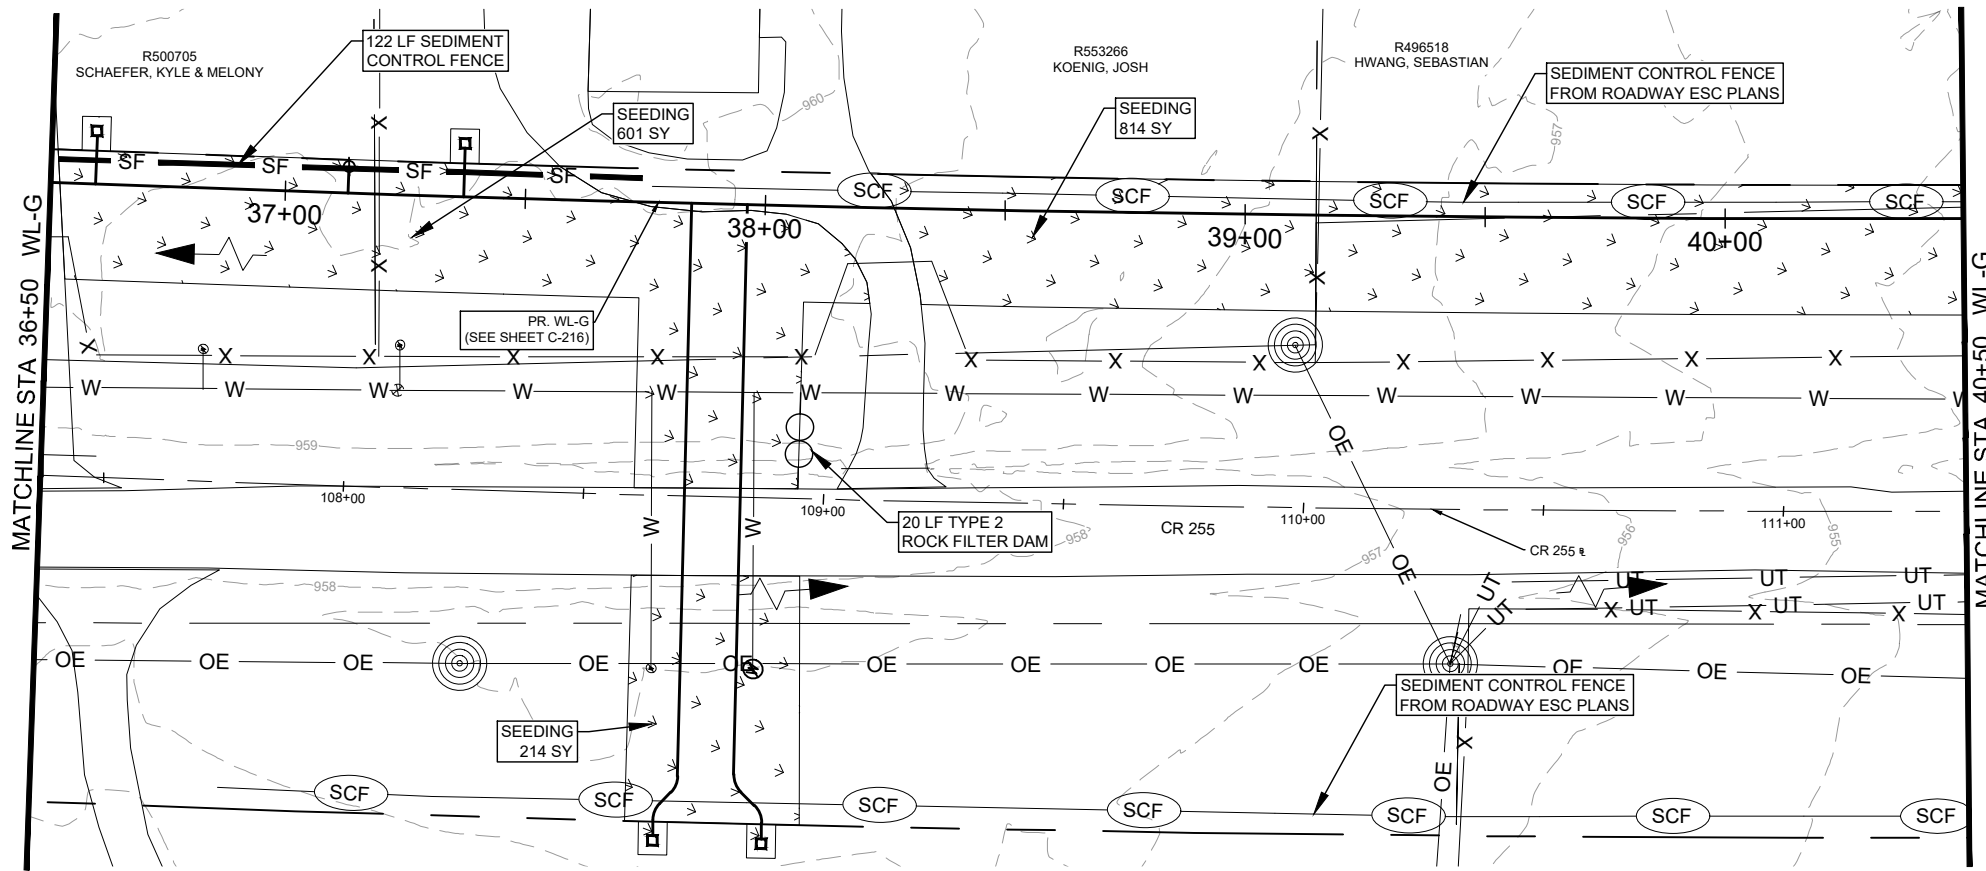 R500705
SCHAEFER, KYLE & MELONY
122 LF SEDIMENT
CONTROL FENCE
SEEDING
601 SY
960
R553266
KOENIG, JOSH
SEEDING
814 SY
R496518
HWANG, SEBASTIAN
SEDIMENT CONTROL FENCE
FROM ROADWAY ESC PLANS
957
X
X
SF SF SF SF
SCF SCF SCF SCF SCF
37+00
38+00
39+00
40+00
MATCHLINE STA 36+50 WL-G
MATCHLINE STA 40+50 WL-G
X
X
PR. WL-G
(SEE SHEET C-216)
X X X X X X X X X X X X X
W W W W W W W W W W W W W W
OE
959
108+00
109+00
110+00
111+00
W
W
20 LF TYPE 2
ROCK FILTER DAM
958
CR 255
957
OE
CR 255 ℄
956
955
958
UT UT UT UT
UT X UT X UT X UT
OE OE OE OE OE OE OE OE OE OE OE OE OE
SEDIMENT CONTROL FENCE
FROM ROADWAY ESC PLANS
SEEDING
214 SY
X
OE
SCF SCF SCF SCF SCF SCF SCF